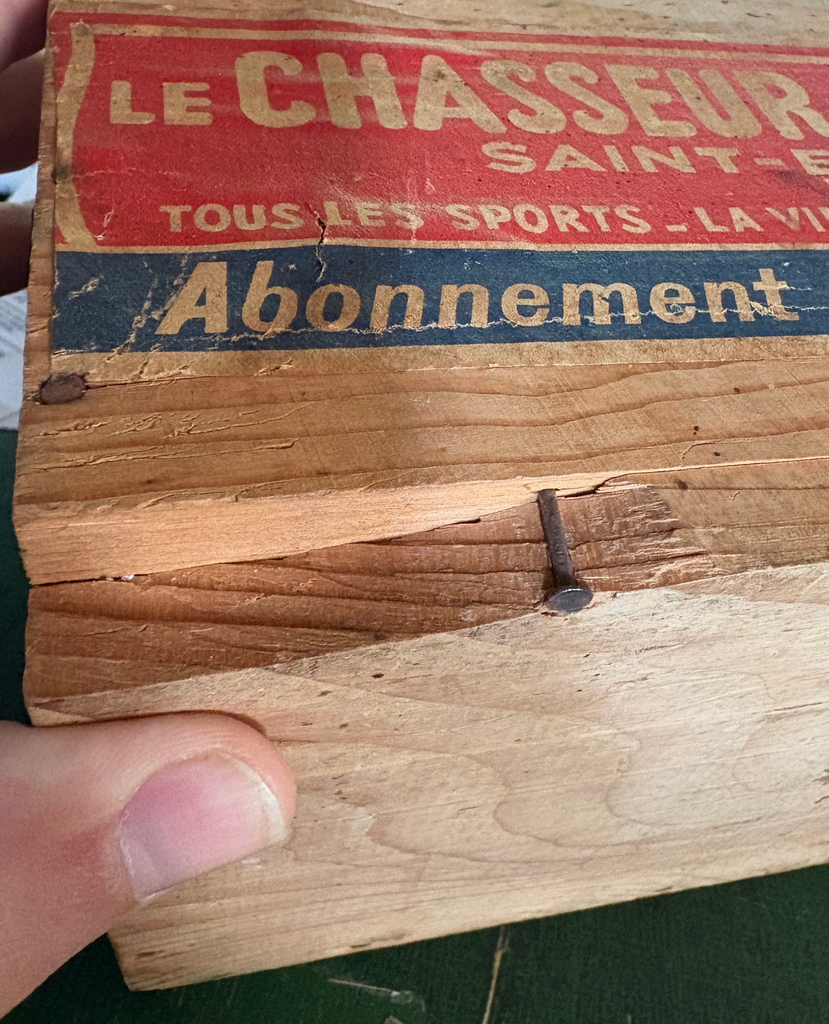 LE CHASSEUR
SAINT-E
TOUS LES SPORTS - LA VI
Abonnement